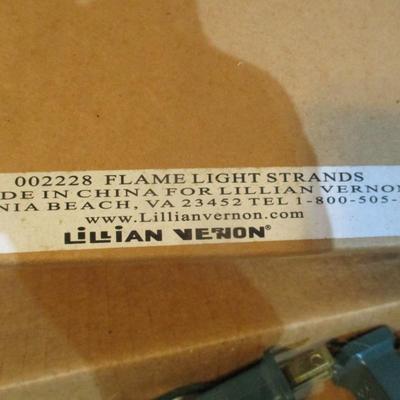 002228 FLAME LIGHT STRANDS
DE IN CHINA FOR LILLIAN VERNON
NIA BEACH, VA 23452 TEL 1-800-505-
www.Lillianvernon.com
LiLLiAN VERNON®